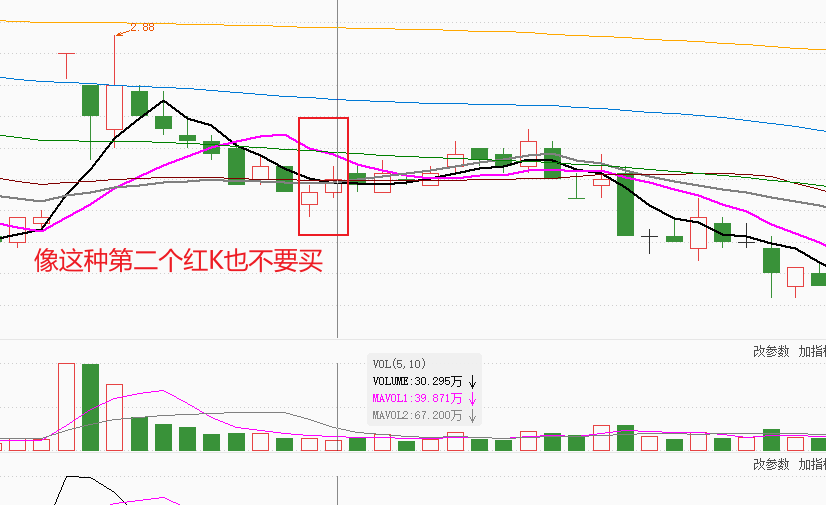 2.88
像这种第二个红K也不要买
改参数 加指
VOL(5,10)
VOLUME:30.295万 ↓
MAVOL1:39.871万 ↓
MAVOL2:67.200万 ↓
改参数 加指